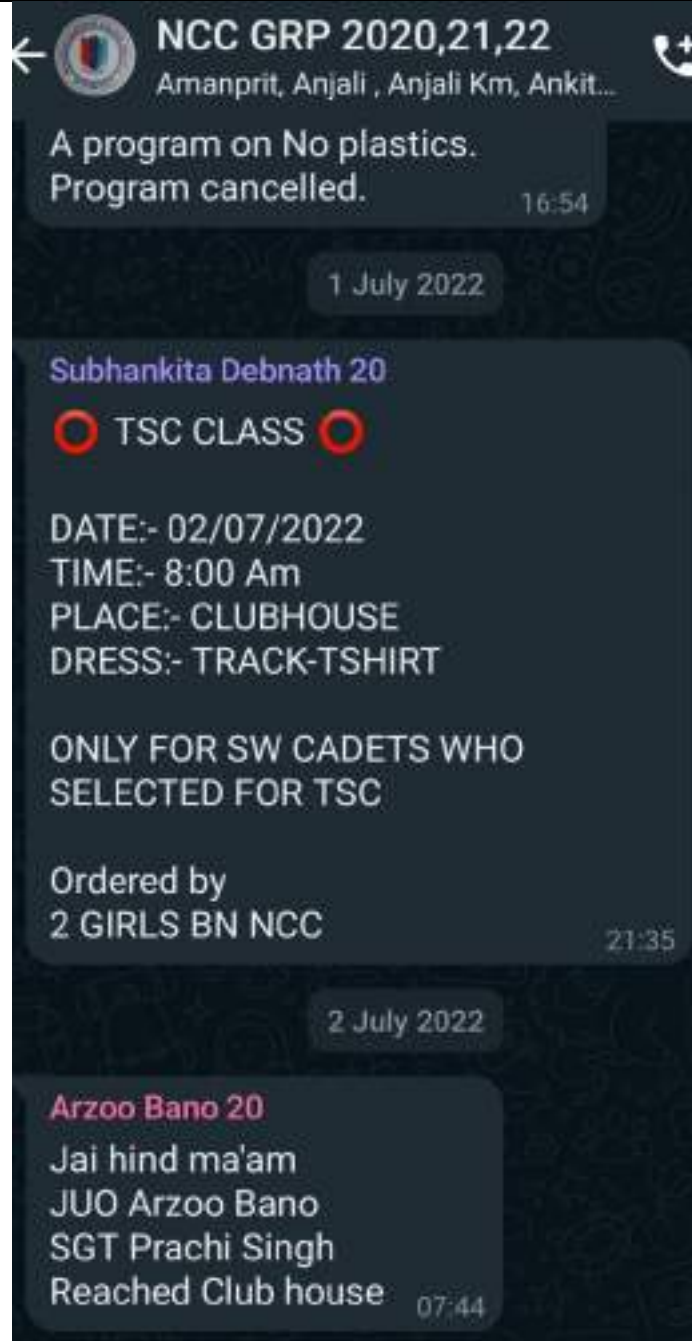 NCC GRP 2020,21,22
Amanprit, Anjali , Anjali Km, Ankit...
A program on No plastics.
Program cancelled.
16:54
1 July 2022
Subhankita Debnath 20
⭕ TSC CLASS ⭕
DATE:- 02/07/2022
TIME:- 8:00 Am
PLACE:- CLUBHOUSE
DRESS:- TRACK-TSHIRT
ONLY FOR SW CADETS WHO
SELECTED FOR TSC
Ordered by
2 GIRLS BN NCC
21:35
2 July 2022
Arzoo Bano 20
Jai hind ma'am
JUO Arzoo Bano
SGT Prachi Singh
Reached Club house
07:44